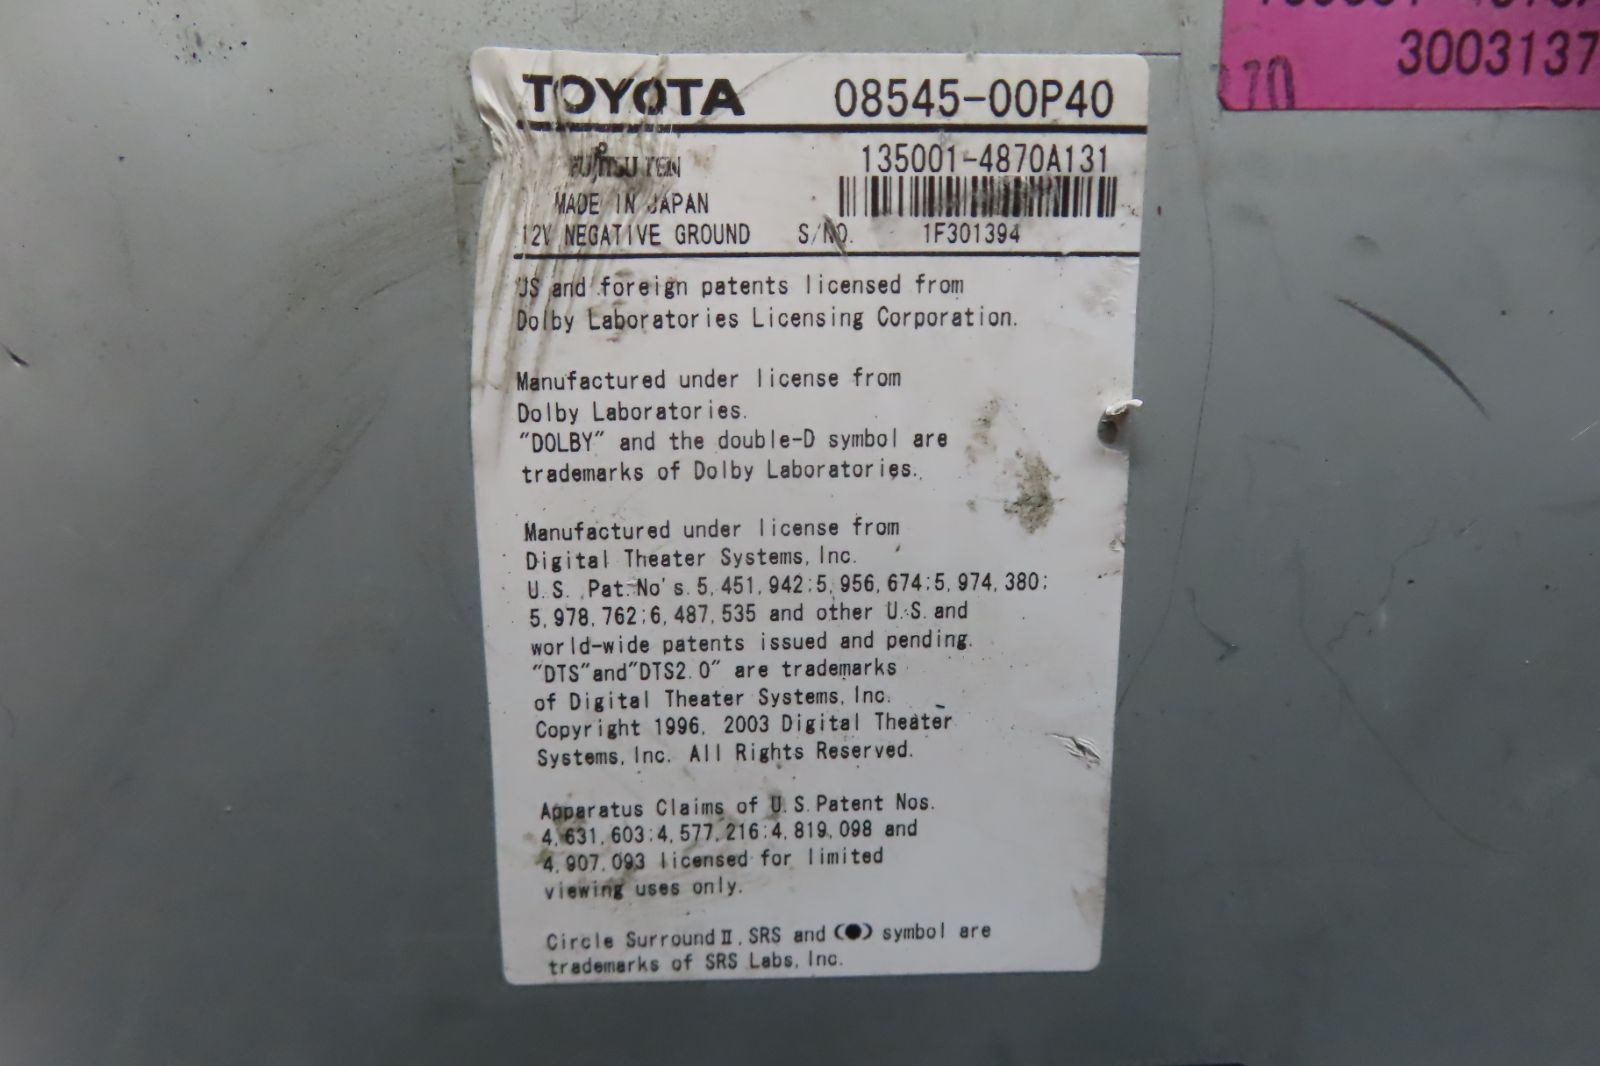 TOYOTA 08545-00P40
FUJITSU TEN 135001-4870A131
MADE IN JAPAN
12V NEGATIVE GROUND S/NO. 1F301394
US and foreign patents licensed from
Dolby Laboratories Licensing Corporation.
Manufactured under license from
Dolby Laboratories.
"DOLBY" and the double-D symbol are
trademarks of Dolby Laboratories.
Manufactured under license from
Digital Theater Systems, Inc.
U.S. Pat. No's. 5,451,942;5,956,674;5,974,380;
5,978,762;6,487,535 and other U.S. and
world-wide patents issued and pending.
"DTS"and"DTS2.0" are trademarks
of Digital Theater Systems, Inc.
Copyright 1996, 2003 Digital Theater
Systems, Inc. All Rights Reserved.
Apparatus Claims of U.S.Patent Nos.
4,631,603;4,577,216;4,819,098 and
4,907,093 licensed for limited
viewing uses only.
Circle Surround Ⅱ, SRS and (●) symbol are
trademarks of SRS Labs, Inc.
3003137